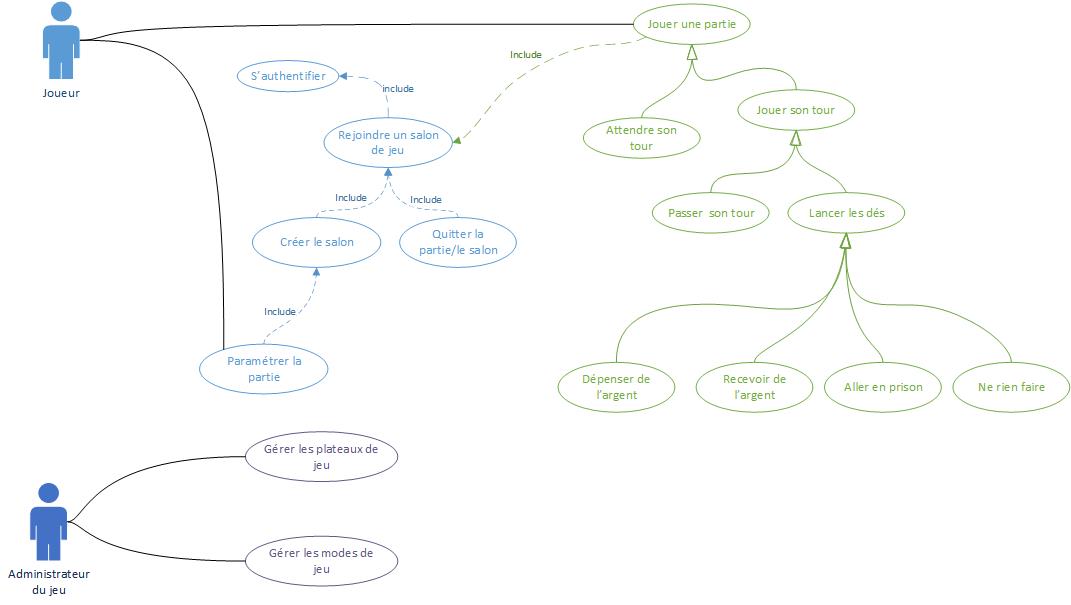 Jouer une partie
Include
S'authentifier
include
Joueur
Jouer son tour
Rejoindre un salon
de jeu
Attendre son
tour
Include
Include
Passer son tour
Lancer les dés
Créer le salon
Quitter la
partie/le salon
Include
Paramétrer la
partie
Dépenser de
l'argent
Recevoir de
l'argent
Aller en prison
Ne rien faire
Gérer les plateaux de
jeu
Gérer les modes de
jeu
Administrateur
du jeu